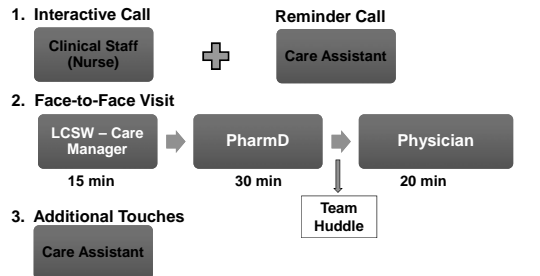 1. Interactive Call
Reminder Call
Clinical Staff
(Nurse)
Care Assistant
2. Face-to-Face Visit
LCSW – Care
Manager
PharmD
Physician
15 min
30 min
20 min
Team
Huddle
3. Additional Touches
Care Assistant